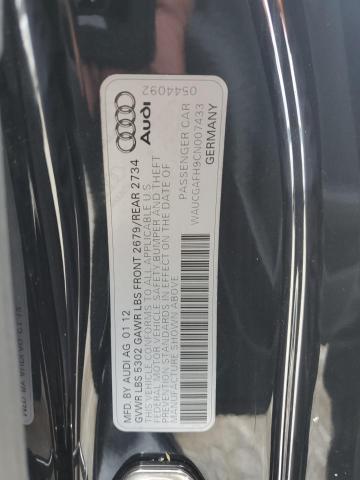 0544092
Audi
MFD BY AUDI AG 01 12
GVWR LBS 5302 GAWR LBS FRONT 2679/REAR 2734
THIS VEHICLE CONFORMS TO ALL APPLICABLE U.S.
FEDERAL MOTOR VEHICLE SAFETY BUMPER AND THEFT
PREVENTION STANDARDS IN EFFECT ON THE DATE OF
MANUFACTURE SHOWN ABOVE.
PASSENGER CAR
WAUCGAFH9CN007433
GERMANY